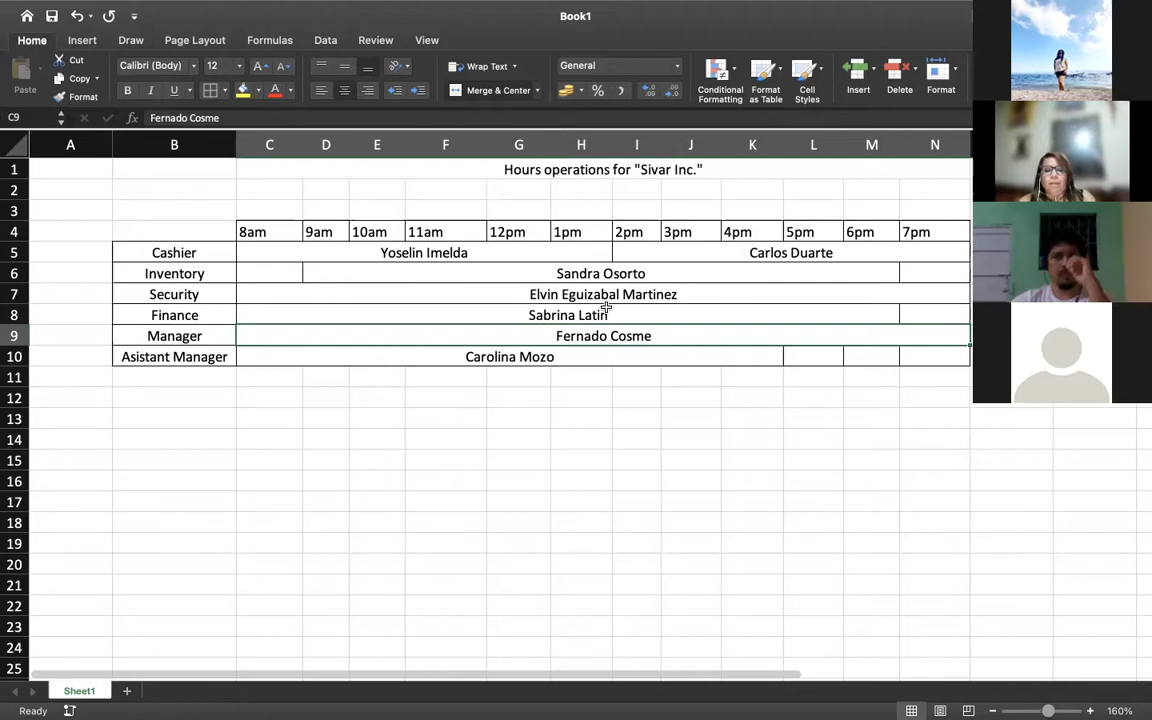 Book1
Home Insert Draw Page Layout Formulas Data Review View
Paste
Cut
Copy
Format
Calibri (Body) 12
B I U
Wrap Text
Merge & Center
General
Conditional Formatting
Format as Table
Cell Styles
Insert
Delete
Format
C9 fx Fernado Cosme
A B C D E F G H I J K L M N
1 Hours operations for "Sivar Inc."
2
3
4 8am 9am 10am 11am 12pm 1pm 2pm 3pm 4pm 5pm 6pm 7pm
5 Cashier Yoselin Imelda Carlos Duarte
6 Inventory Sandra Osorto
7 Security Elvin Eguizabal Martinez
8 Finance Sabrina Latin
9 Manager Fernado Cosme
10 Asistant Manager Carolina Mozo
11
12
13
14
15
16
17
18
19
20
21
22
23
24
25
Sheet1
Ready 160%